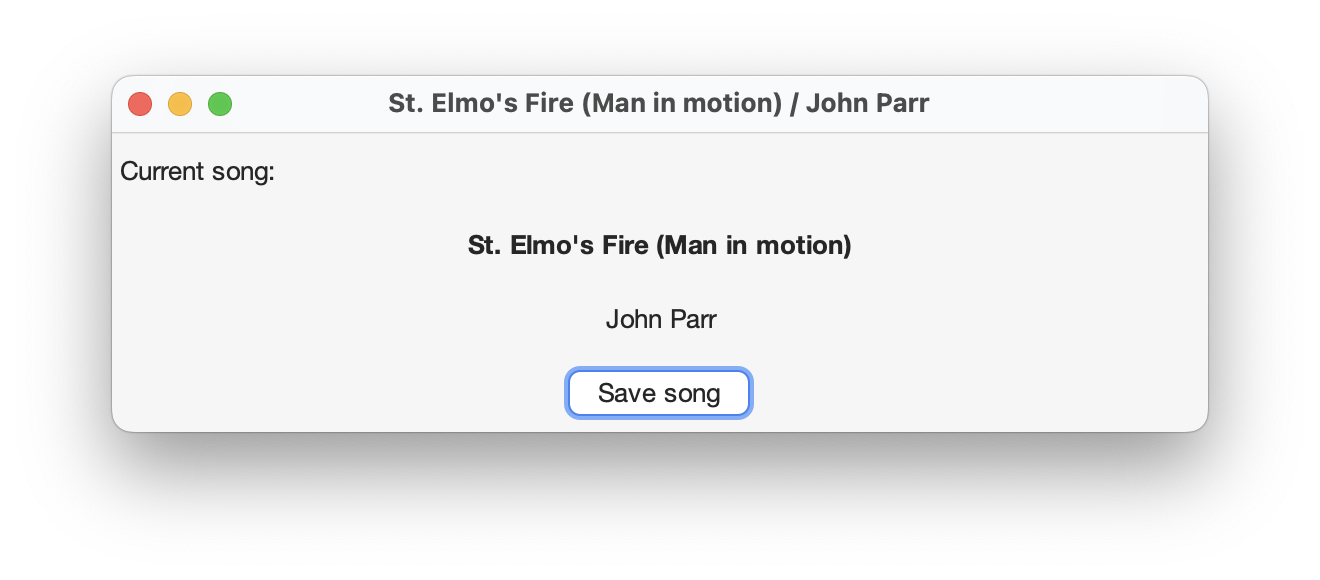 St. Elmo's Fire (Man in motion) / John Parr
Current song:
St. Elmo's Fire (Man in motion)
John Parr
Save song